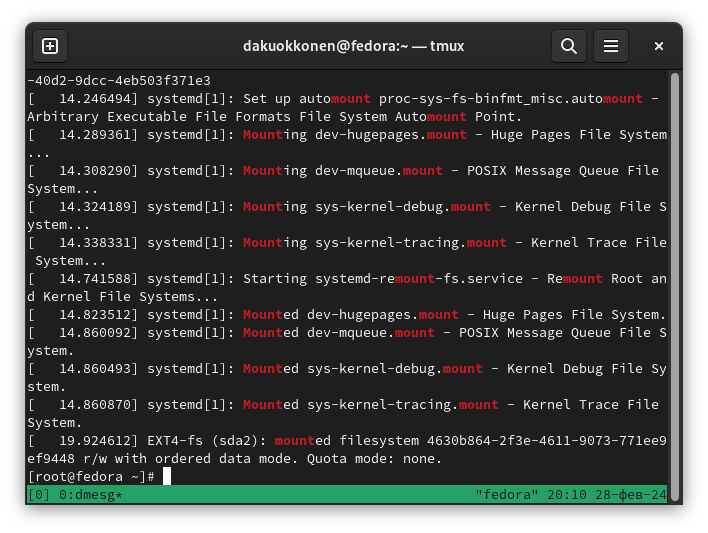 dakuokkonen@fedora:~ — tmux
-40d2-9dcc-4eb503f371e3
[   14.246494] systemd[1]: Set up automount proc-sys-fs-binfmt_misc.automount -
Arbitrary Executable File Formats File System Automount Point.
[   14.289361] systemd[1]: Mounting dev-hugepages.mount - Huge Pages File System
...
[   14.308290] systemd[1]: Mounting dev-mqueue.mount - POSIX Message Queue File
System...
[   14.324189] systemd[1]: Mounting sys-kernel-debug.mount - Kernel Debug File S
ystem...
[   14.338331] systemd[1]: Mounting sys-kernel-tracing.mount - Kernel Trace File
 System...
[   14.741588] systemd[1]: Starting systemd-remount-fs.service - Remount Root an
d Kernel File Systems...
[   14.823512] systemd[1]: Mounted dev-hugepages.mount - Huge Pages File System.
[   14.860092] systemd[1]: Mounted dev-mqueue.mount - POSIX Message Queue File S
ystem.
[   14.860493] systemd[1]: Mounted sys-kernel-debug.mount - Kernel Debug File Sy
stem.
[   14.860870] systemd[1]: Mounted sys-kernel-tracing.mount - Kernel Trace File
System.
[   19.924612] EXT4-fs (sda2): mounted filesystem 4630b864-2f3e-4611-9073-771ee9
ef9448 r/w with ordered data mode. Quota mode: none.
[root@fedora ~]#
[0] 0:dmesg* "fedora" 20:10 28-фев-24